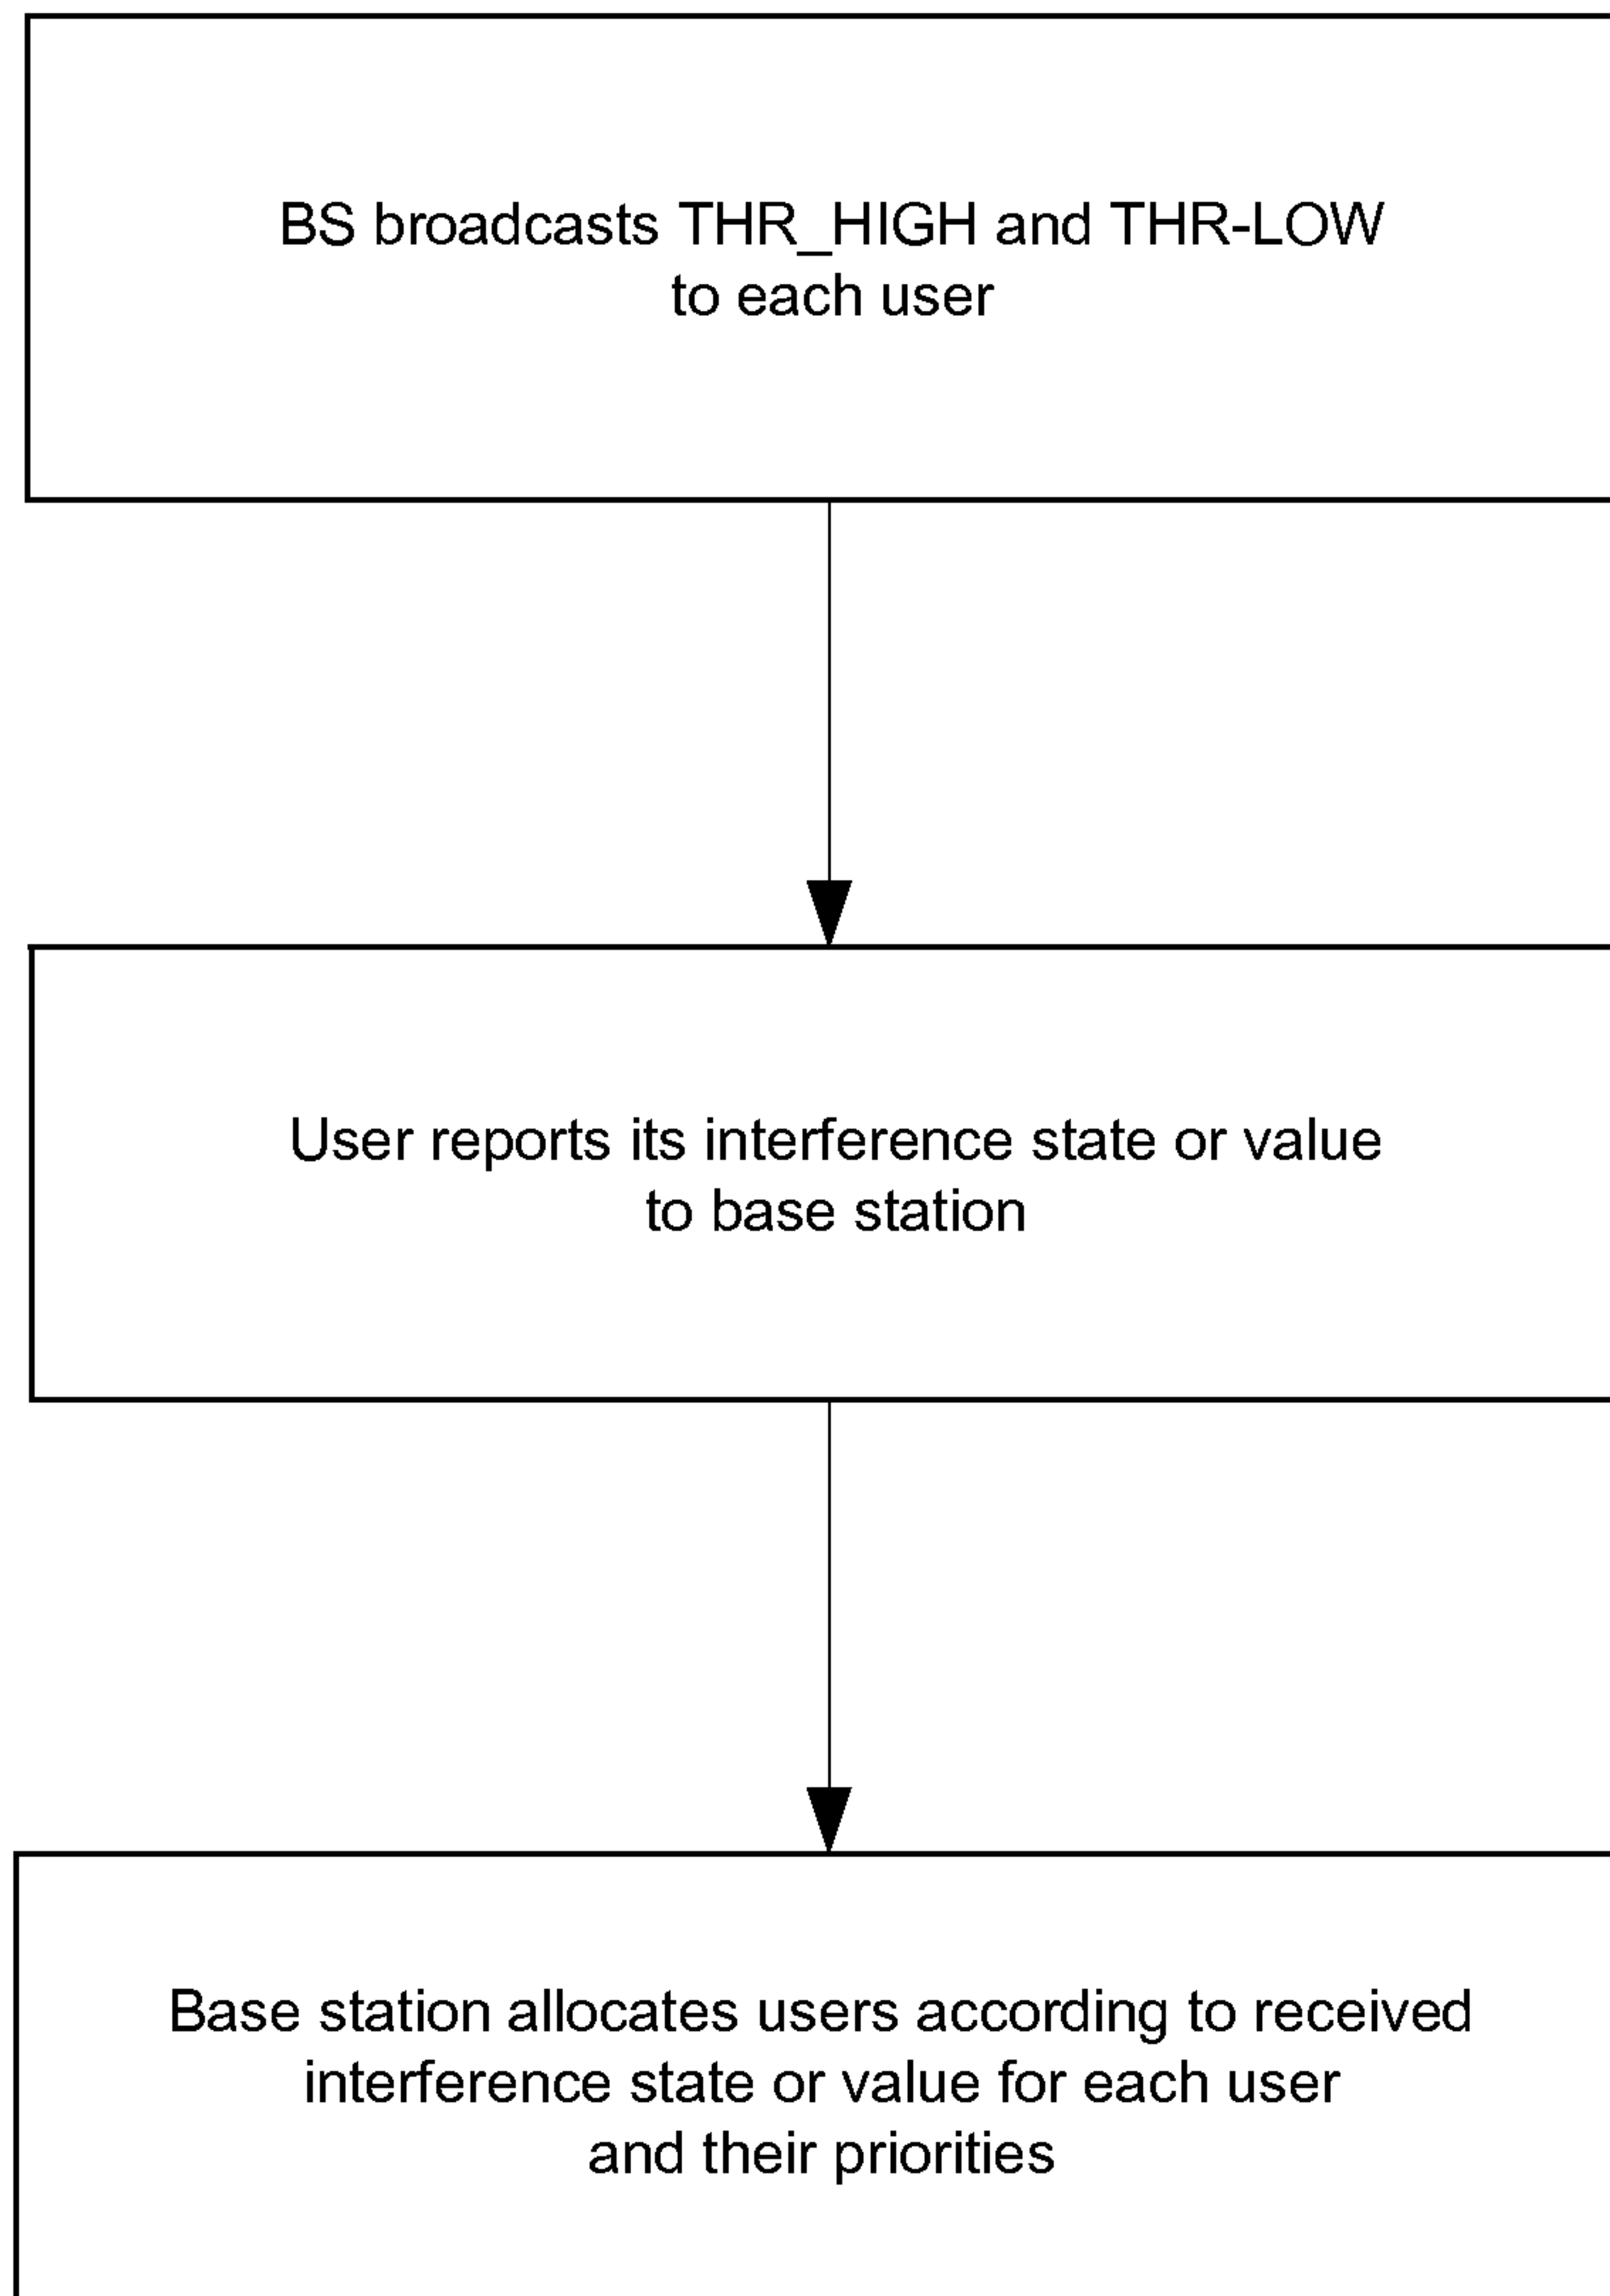 BS broadcasts THR_HIGH and THR-LOW
to each user
User reports its interference state or value
to base station
Base station allocates users according to received
interference state or value for each user
and their priorities